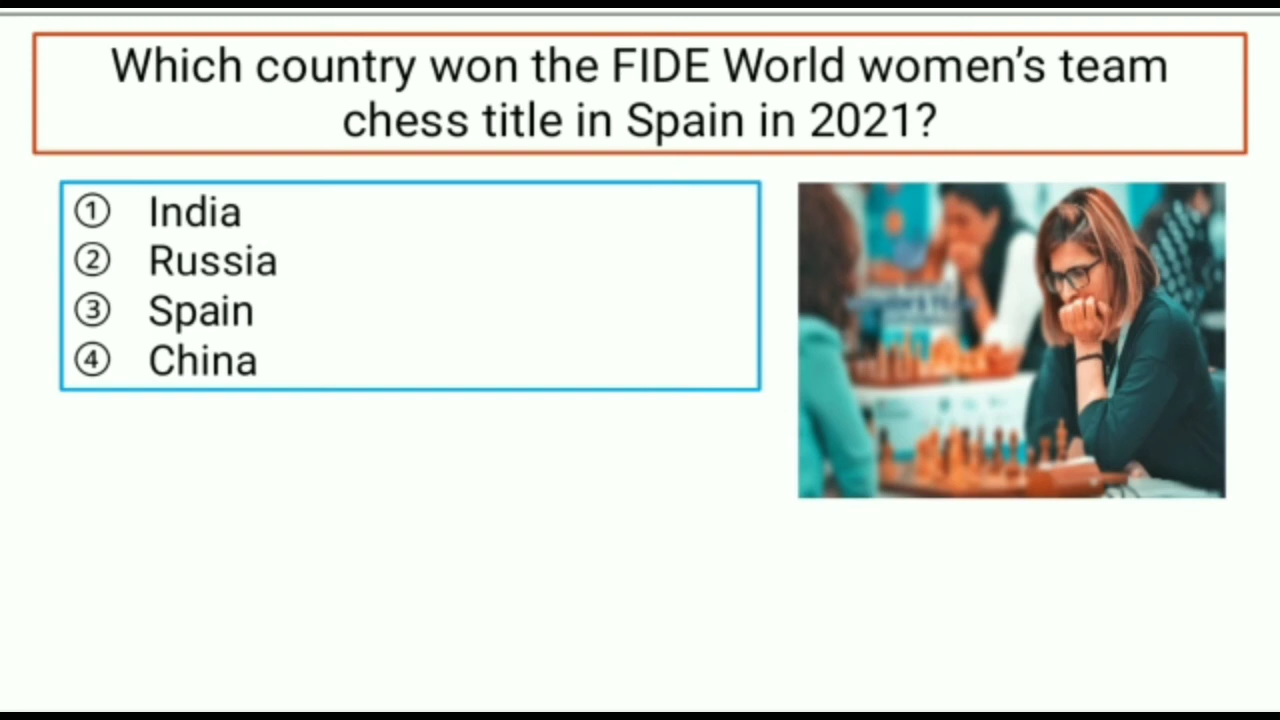 Which country won the FIDE World women’s team
chess title in Spain in 2021?
① India
② Russia
③ Spain
④ China